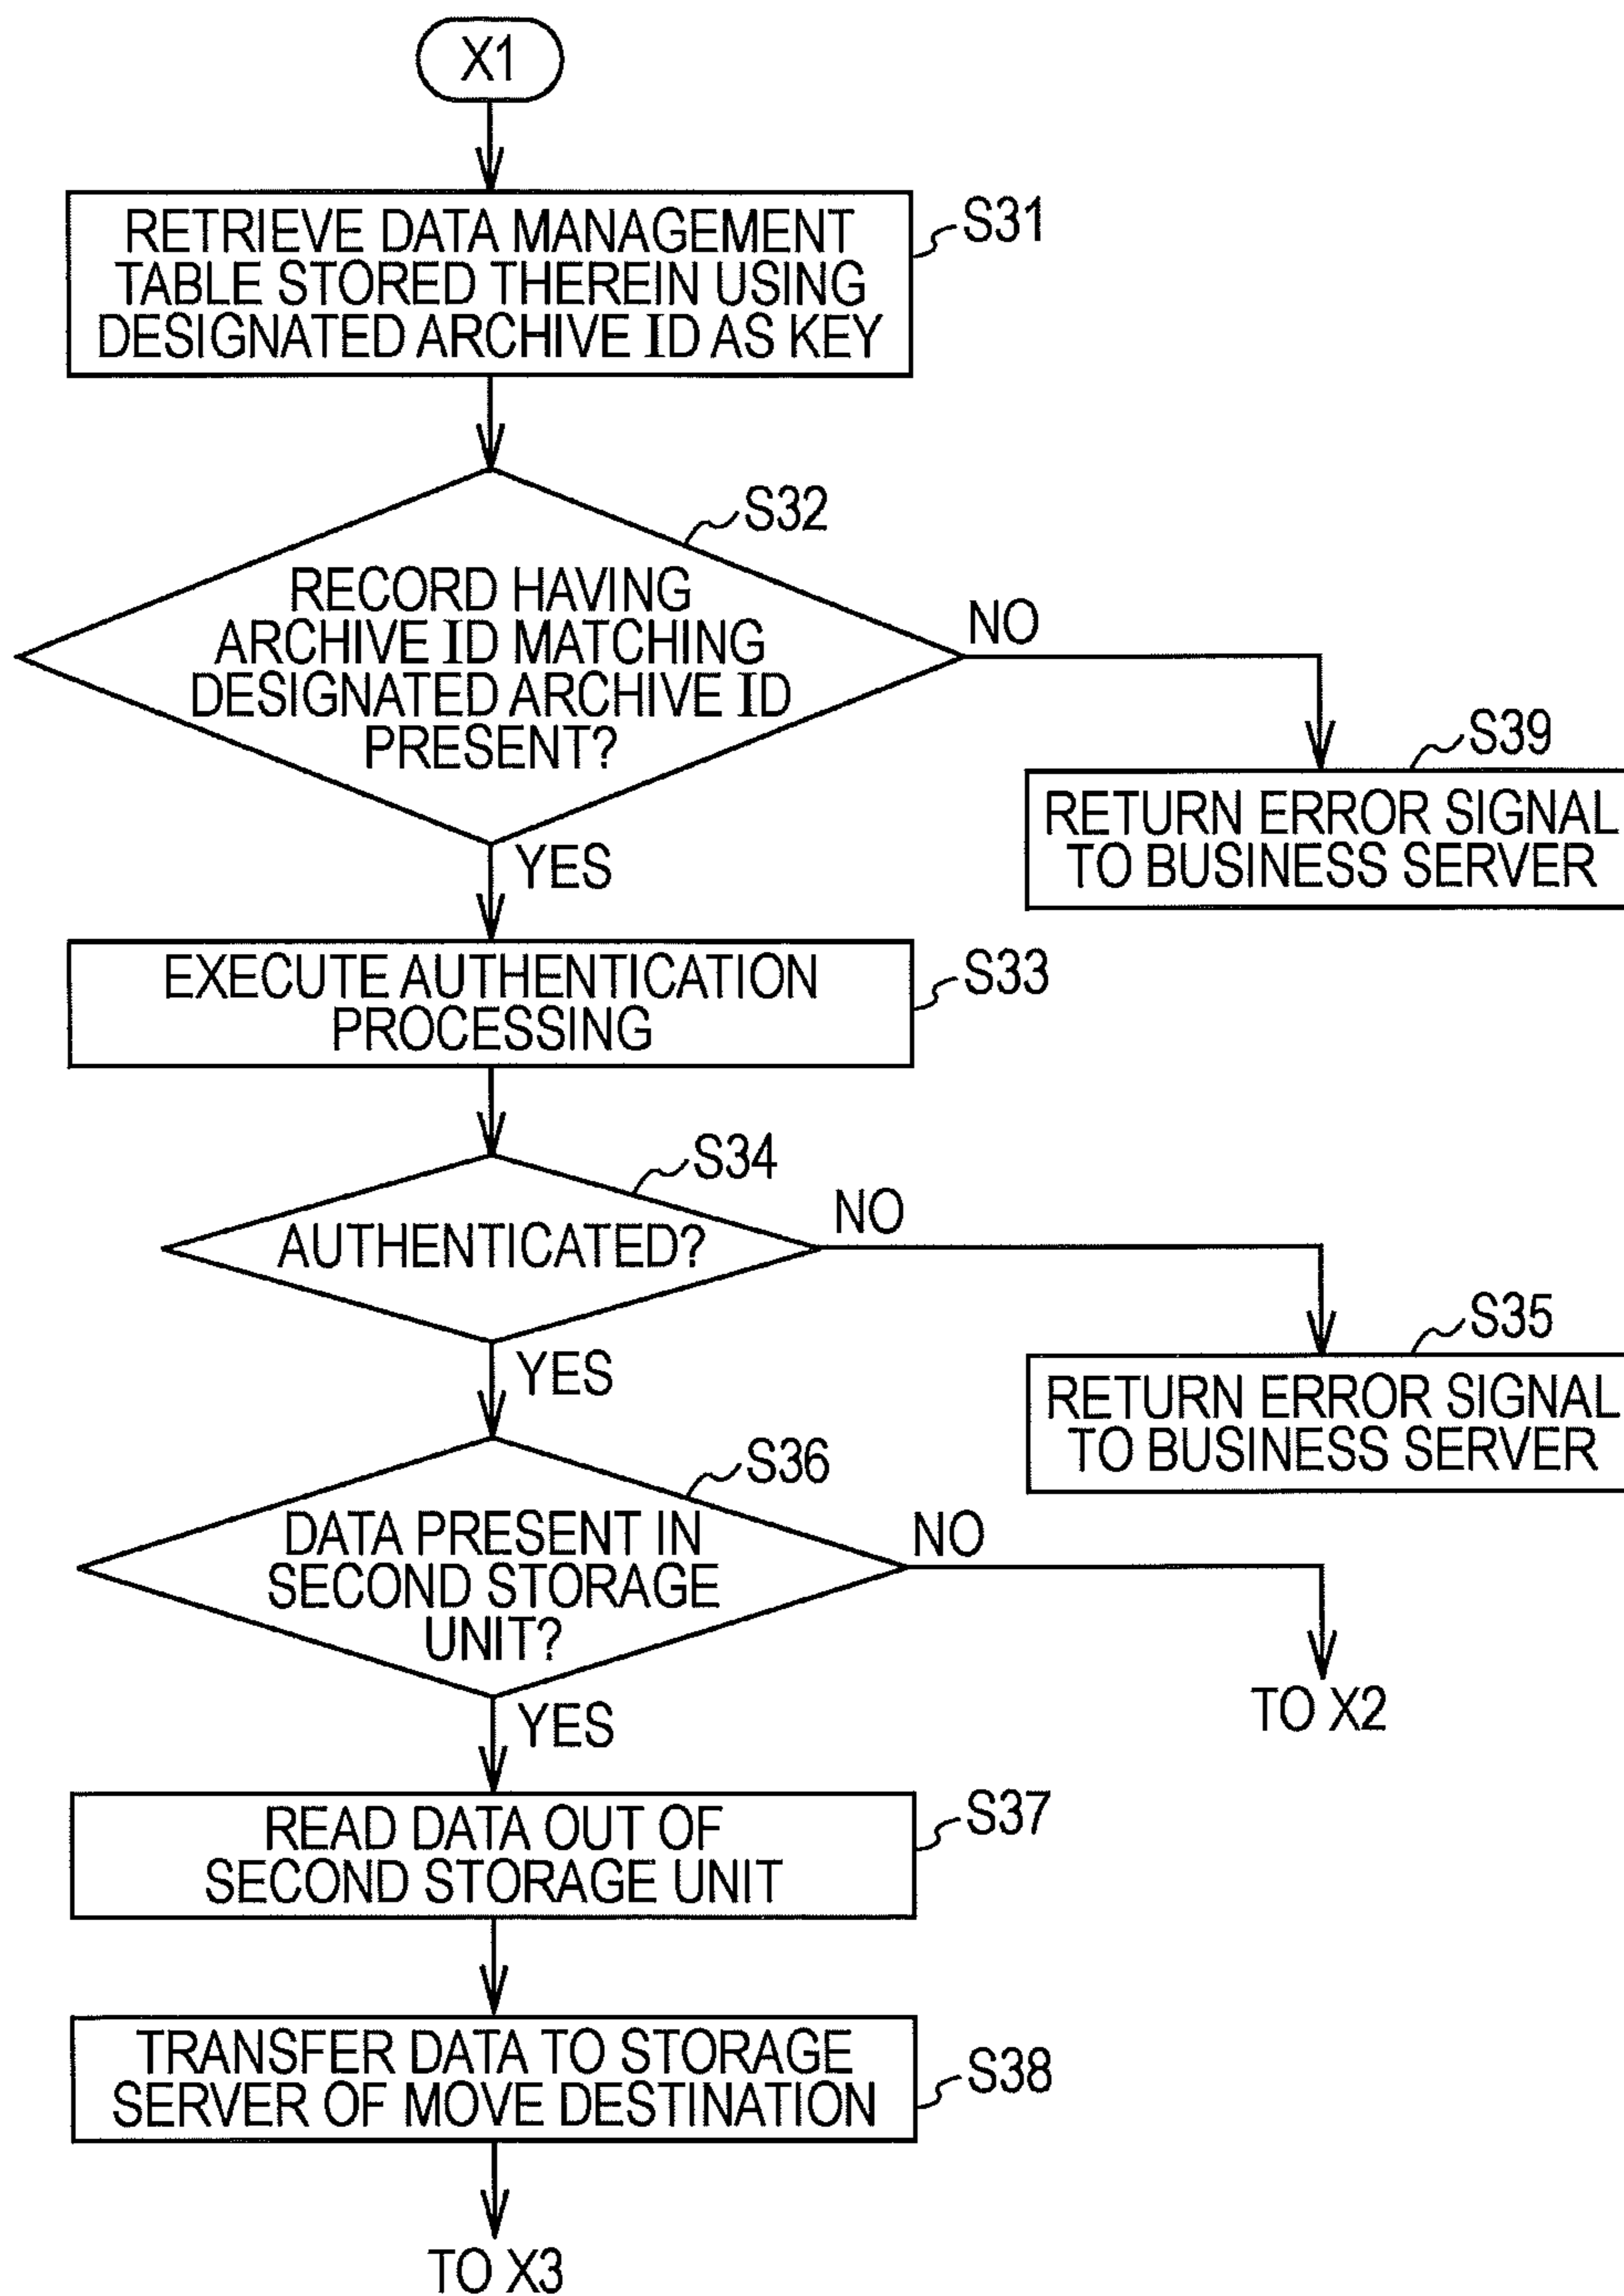 X1
RETRIEVE DATA MANAGEMENT
TABLE STORED THEREIN USING
DESIGNATED ARCHIVE ID AS KEY
S31
S32
RECORD HAVING
ARCHIVE ID MATCHING
DESIGNATED ARCHIVE ID
PRESENT?
NO
YES
S39
RETURN ERROR SIGNAL
TO BUSINESS SERVER
EXECUTE AUTHENTICATION
PROCESSING
S33
S34
AUTHENTICATED?
NO
YES
S35
RETURN ERROR SIGNAL
TO BUSINESS SERVER
S36
DATA PRESENT IN
SECOND STORAGE
UNIT?
NO
TO X2
YES
READ DATA OUT OF
SECOND STORAGE UNIT
S37
TRANSFER DATA TO STORAGE
SERVER OF MOVE DESTINATION
S38
TO X3